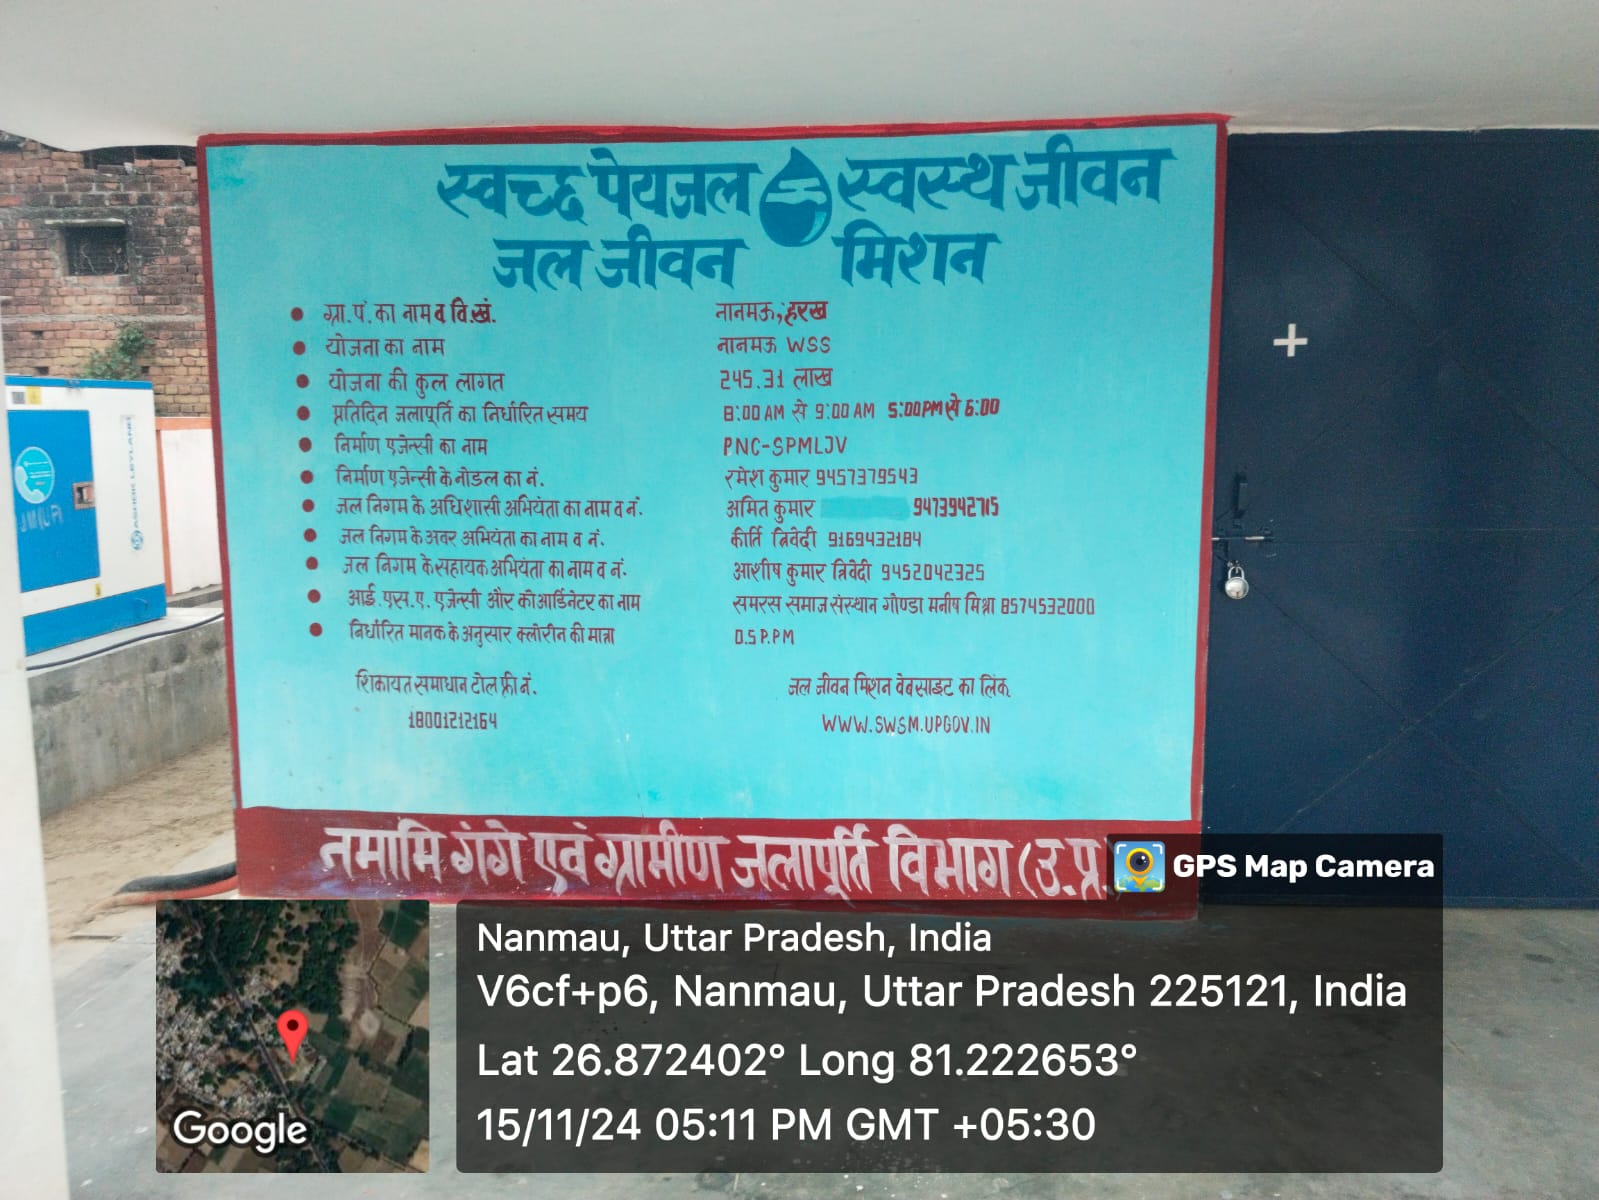 स्वच्छ पेयजल स्वस्थ जीवन
जल जीवन मिशन
ग्रा.पं.का नाम व वि.खं. नानमऊ, हरख
योजना का नाम नानमऊ WSS
योजना की कुल लागत 245.31 लाख
प्रतिदिन जलापूर्ति का निर्धारित समय 8:00 AM से 9:00 AM 5:00PM से 6:00
निर्माण एजेन्सी का नाम PNC-SPMLJV
निर्माण एजेन्सी के नोडल का नं. रमेश कुमार 9457379543
जल निगम के अधिशासी अभियंता का नाम व नं. अमित कुमार 9473942715
जल निगम के अवर अभियंता का नाम व नं. कीर्ति त्रिवेदी 9169432184
जल निगम के सहायक अभियंता का नाम व नं. आशीष कुमार त्रिवेदी 9452042325
आई.एस.ए. एजेन्सी और कोआर्डिनेटर का नाम समरस समाज संस्थान गोण्डा मनीष मिश्रा 8574532000
निर्धारित मानक के अनुसार क्लोरीन की मात्रा 0.5 P.PM
शिकायत समाधान टोल फ्री नं. जल जीवन मिशन वेबसाइट का लिंक
18001212164 WWW.SWSM.UPGOV.IN
नमामि गंगे एवं ग्रामीण जलापूर्ति विभाग (उ.प्र.)
ASHOK LEYLAND
JM(UP)
GPS Map Camera
Nanmau, Uttar Pradesh, India
V6cf+p6, Nanmau, Uttar Pradesh 225121, India
Lat 26.872402° Long 81.222653°
15/11/24 05:11 PM GMT +05:30
Google